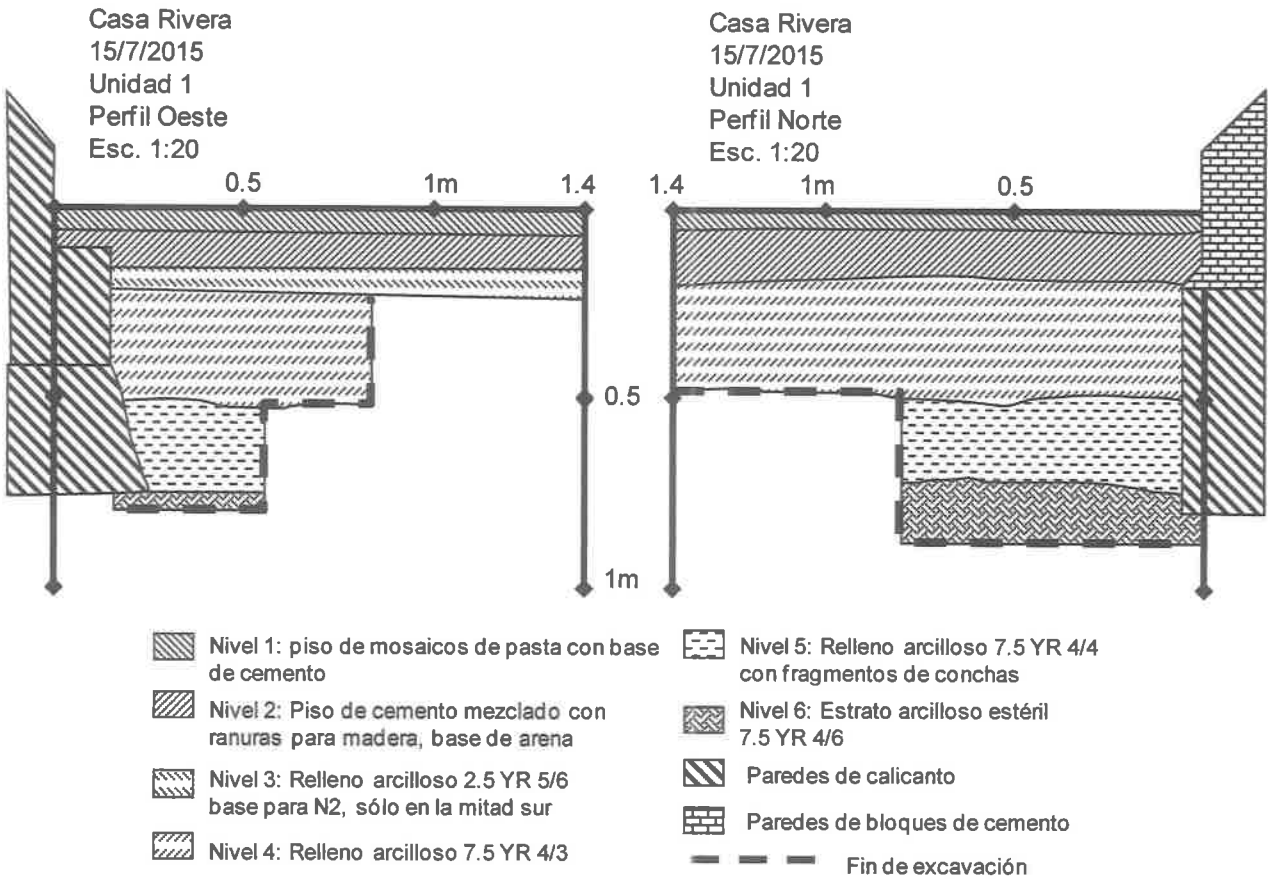 Casa Rivera
15/7/2015
Unidad 1
Perfil Oeste
Esc. 1:20
0.5 1m 1.4
Casa Rivera
15/7/2015
Unidad 1
Perfil Norte
Esc. 1:20
1.4 1m 0.5
0.5
1m
Nivel 1: piso de mosaicos de pasta con base
de cemento
Nivel 2: Piso de cemento mezclado con
ranuras para madera, base de arena
Nivel 3: Relleno arcilloso 2.5 YR 5/6
base para N2, sólo en la mitad sur
Nivel 4: Relleno arcilloso 7.5 YR 4/3
Nivel 5: Relleno arcilloso 7.5 YR 4/4
con fragmentos de conchas
Nivel 6: Estrato arcilloso estéril
7.5 YR 4/6
Paredes de calicanto
Paredes de bloques de cemento
Fin de excavación